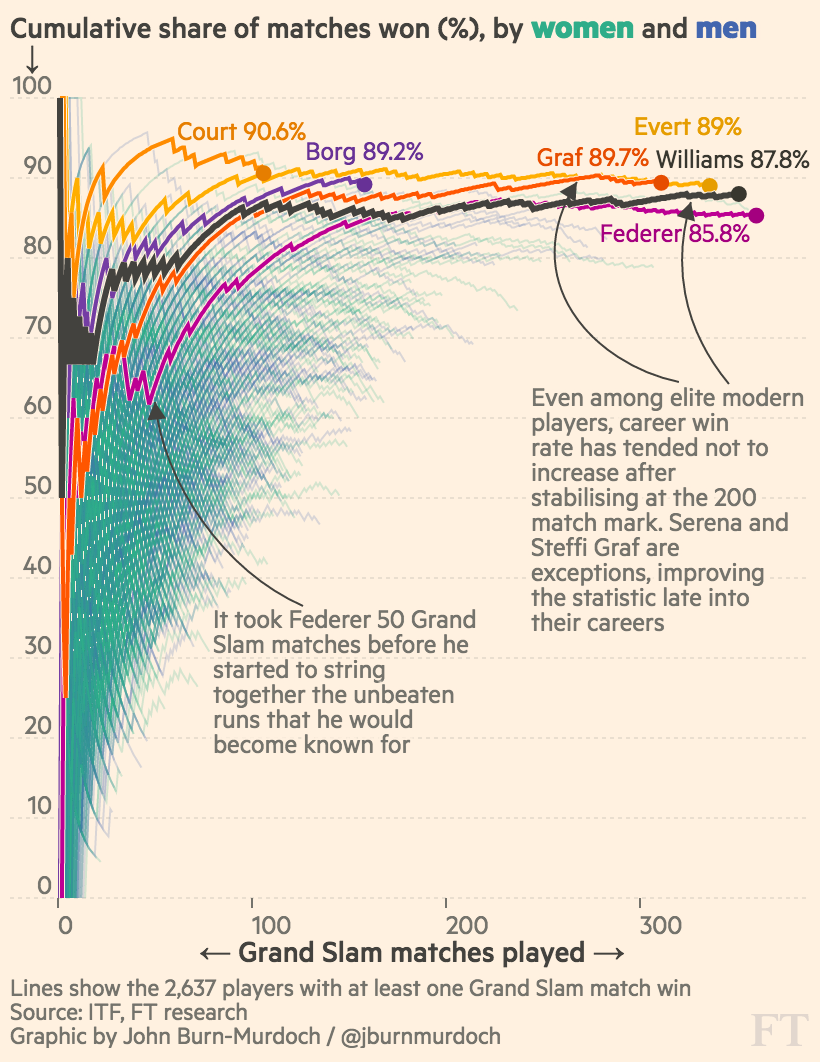 Cumulative share of matches won (%), by women and men
100
90
80
70
60
50
40
30
20
10
0
Court 90.6%
Borg 89.2%
Evert 89%
Graf 89.7%
Williams 87.8%
Federer 85.8%
Even among elite modern
players, career win
rate has tended not to
increase after
stabilising at the 200
match mark. Serena and
Steffi Graf are
exceptions, improving
the statistic late into
their careers
It took Federer 50 Grand
Slam matches before he
started to string
together the unbeaten
runs that he would
become known for
0
100
200
300
← Grand Slam matches played →
Lines show the 2,637 players with at least one Grand Slam match win
Source: ITF, FT research
Graphic by John Burn-Murdoch / @jburnmurdoch
FT